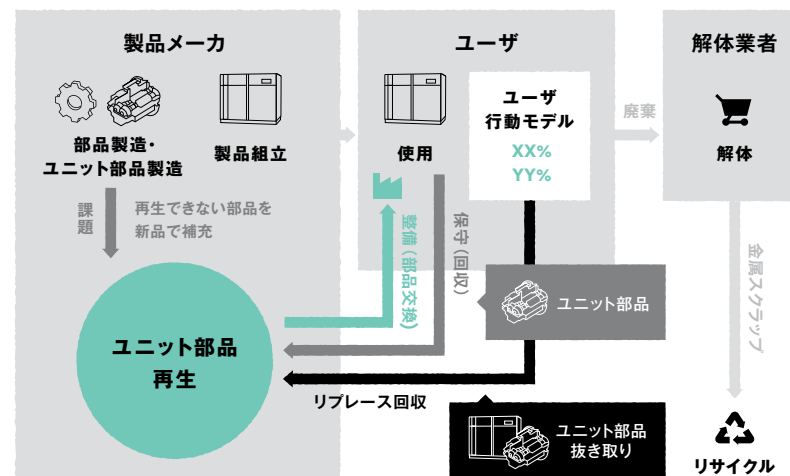 製品メーカ
ユーザ
解体業者
部品製造・
ユニット部品製造
製品組立
使用
ユーザ
行動モデル
XX%
YY%
廃棄
解体
課題
再生できない部品を
新品で補充
整備（部品交換）
保守（回収）
金属スクラップ
ユニット部品
ユニット部品
再生
リプレース回収
ユニット部品
抜き取り
リサイクル